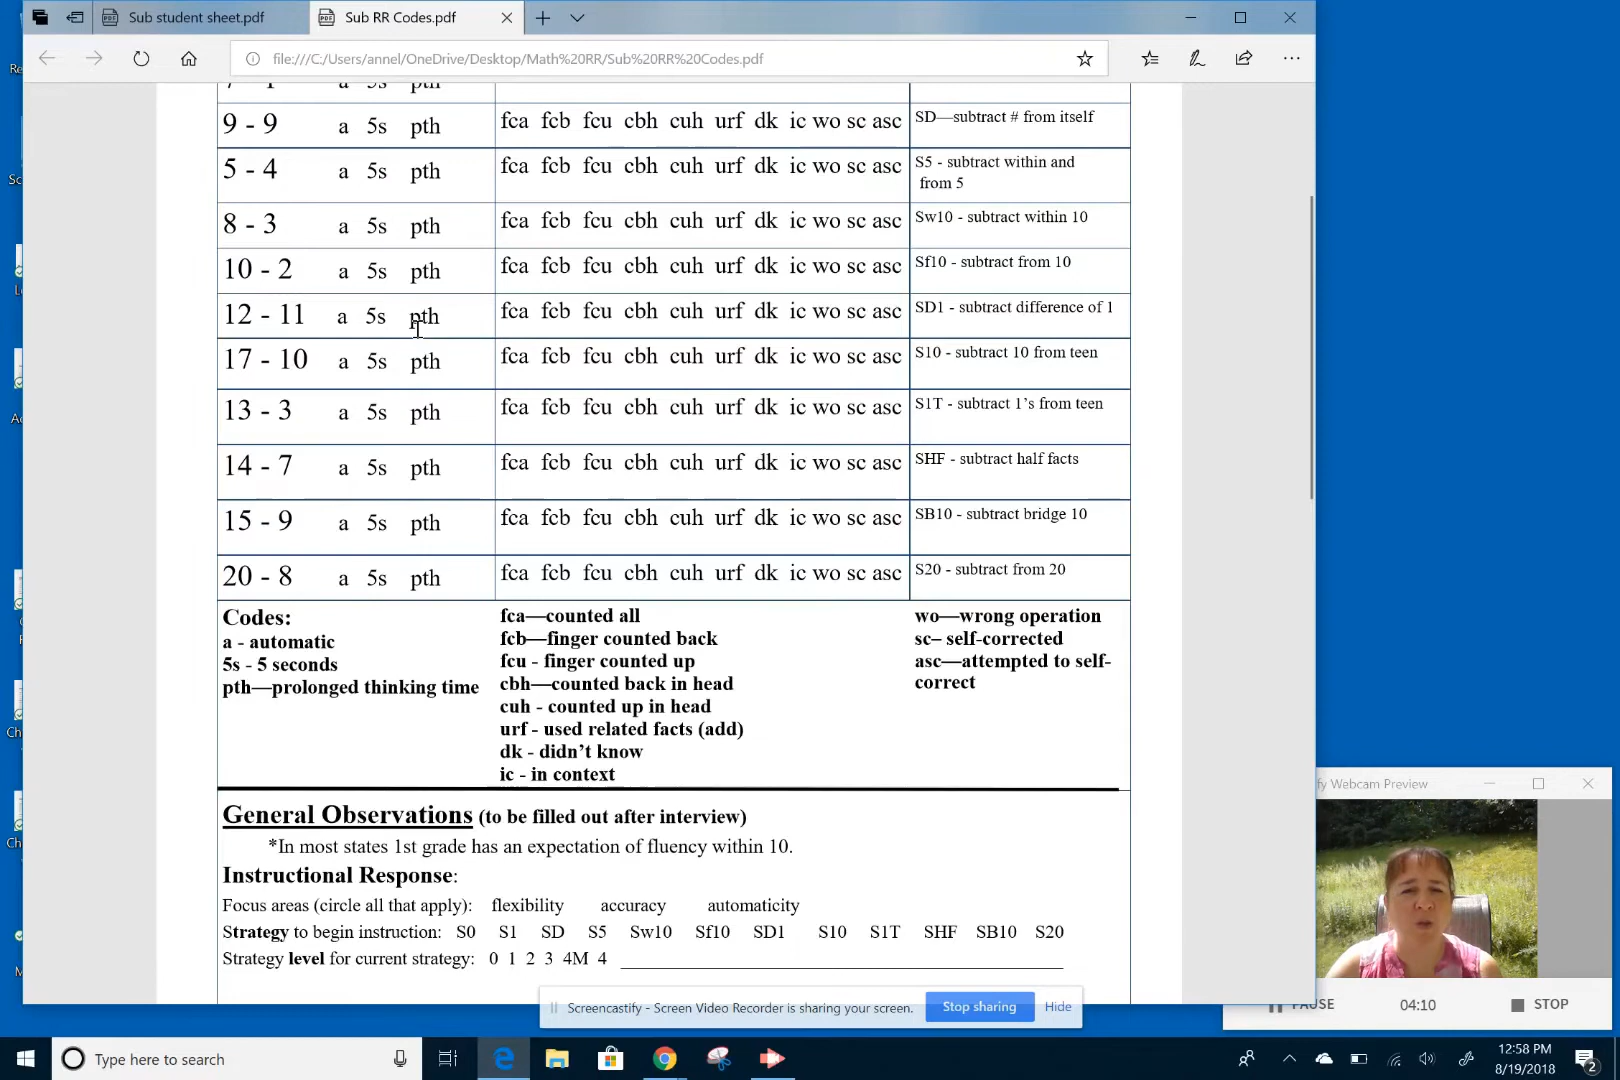 Sub student sheet.pdf
Sub RR Codes.pdf
file:///C:/Users/annel/OneDrive/Desktop/Math%20RR/Sub%20RR%20Codes.pdf
9 - 9 a 5s pth fca fcb fcu cbh cuh urf dk ic wo sc asc SD—subtract # from itself
5 - 4 a 5s pth fca fcb fcu cbh cuh urf dk ic wo sc asc S5 - subtract within and
from 5
8 - 3 a 5s pth fca fcb fcu cbh cuh urf dk ic wo sc asc Sw10 - subtract within 10
10 - 2 a 5s pth fca fcb fcu cbh cuh urf dk ic wo sc asc Sf10 - subtract from 10
12 - 11 a 5s pth fca fcb fcu cbh cuh urf dk ic wo sc asc SD1 - subtract difference of 1
17 - 10 a 5s pth fca fcb fcu cbh cuh urf dk ic wo sc asc S10 - subtract 10 from teen
13 - 3 a 5s pth fca fcb fcu cbh cuh urf dk ic wo sc asc S1T - subtract 1’s from teen
14 - 7 a 5s pth fca fcb fcu cbh cuh urf dk ic wo sc asc SHF - subtract half facts
15 - 9 a 5s pth fca fcb fcu cbh cuh urf dk ic wo sc asc SB10 - subtract bridge 10
20 - 8 a 5s pth fca fcb fcu cbh cuh urf dk ic wo sc asc S20 - subtract from 20
Codes:
a - automatic
5s - 5 seconds
pth—prolonged thinking time
fca—counted all
fcb—finger counted back
fcu - finger counted up
cbh—counted back in head
cuh - counted up in head
urf - used related facts (add)
dk - didn’t know
ic - in context
wo—wrong operation
sc– self-corrected
asc—attempted to self-
correct
General Observations (to be filled out after interview)
*In most states 1st grade has an expectation of fluency within 10.
Instructional Response:
Focus areas (circle all that apply): flexibility accuracy automaticity
Strategy to begin instruction: S0 S1 SD S5 Sw10 Sf10 SD1 S10 S1T SHF SB10 S20
Strategy level for current strategy: 0 1 2 3 4M 4
fy Webcam Preview
PAUSE 04:10 STOP
Screencastify - Screen Video Recorder is sharing your screen. Stop sharing Hide
Type here to search
12:58 PM
8/19/2018
2